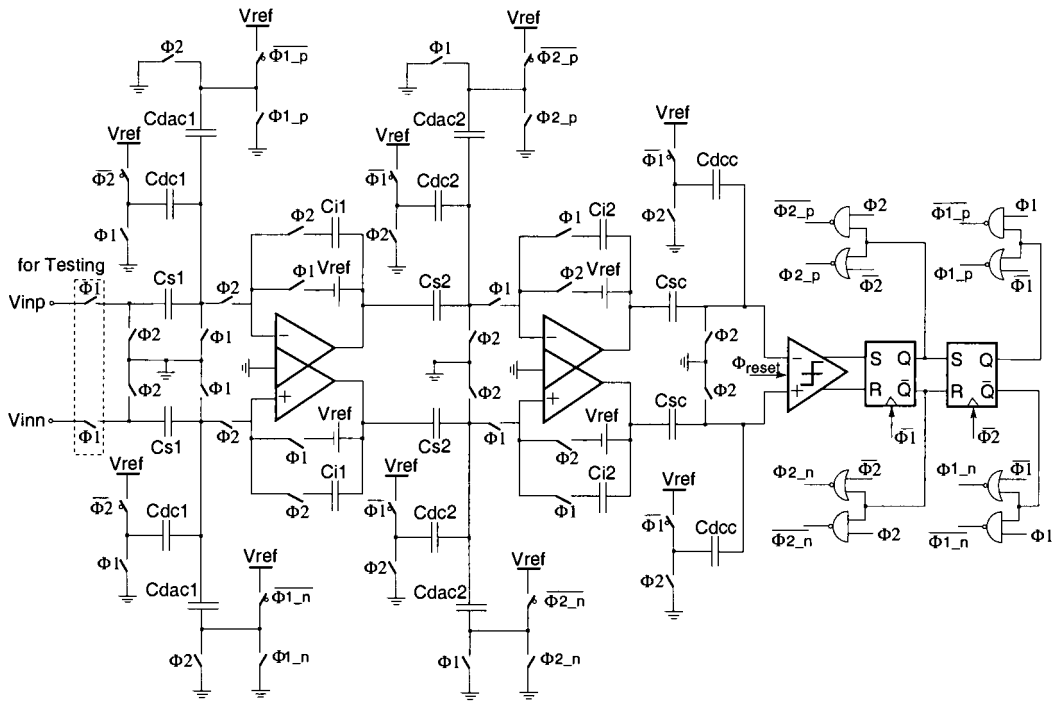 Vref
Vref
Φ2
Φ1_p
Φ1
Φ2_p
Vref
Cdac1
Φ1_p
Cdac2
Φ2_p
Vref
Vref
Φ2
Cdc1
Φ1
Cdc2
Φ1
Cdcc
Φ1
Φ2
Ci1
Φ2
Φ1
Ci2
Φ2
Φ2_p
Φ2
Φ1_p
Φ1
Φ2_p
Φ2
Φ1_p
Φ1
for Testing
Vinp
Φ1
Cs1
Φ2
Φ1
Vref
Cs2
Φ1
Φ2
Vref
Csc
Φ2
Φ1
Φ2
Φ2
−
−
Φreset
−
+
S
Q
R
Q
S
Q
R
Q
Φ2
Φ1
Φ2
Φ2
+
+
Vinn
Φ1
Cs1
Φ2
Φ1
Vref
Cs2
Φ1
Φ2
Vref
Csc
Φ1
Φ2
Vref
Φ2
Ci1
Vref
Φ1
Ci2
Vref
Φ2
Cdc1
Φ1
Cdc2
Φ1
Cdcc
Φ1
Φ2
Φ2
Φ2_n
Φ2
Φ1_n
Φ1
Φ2_n
Φ2
Φ1_n
Φ1
Cdac1
Vref
Φ1_n
Cdac2
Vref
Φ2_n
Φ2
Φ1_n
Φ1
Φ2_n